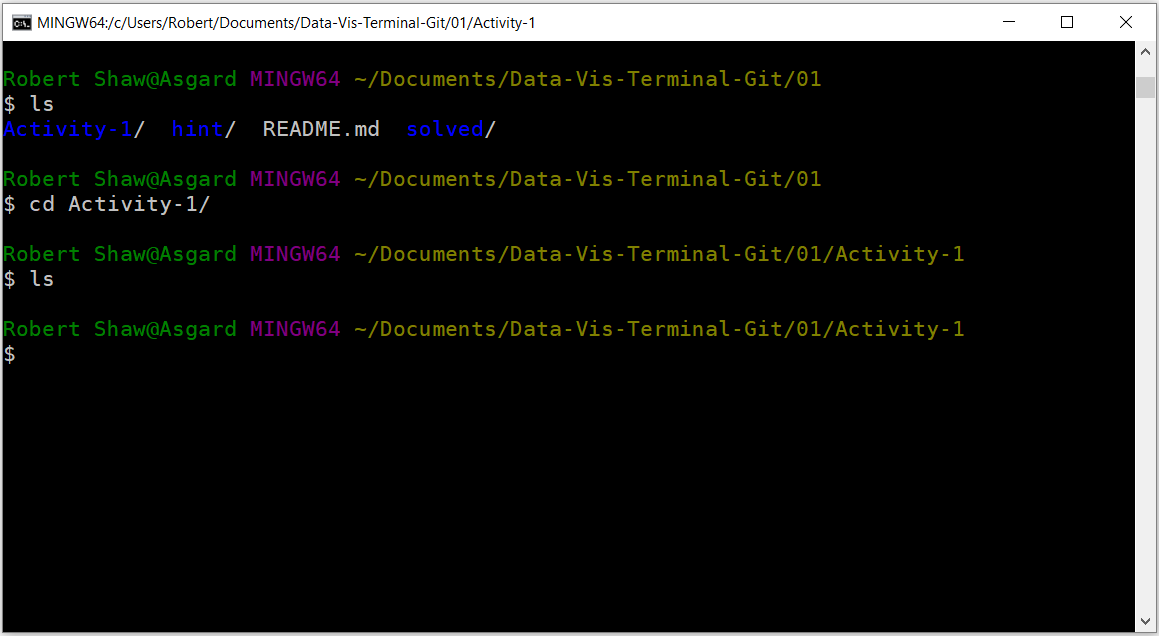 MINGW64:/c/Users/Robert/Documents/Data-Vis-Terminal-Git/01/Activity-1
Robert Shaw@Asgard MINGW64 ~/Documents/Data-Vis-Terminal-Git/01
$ ls
Activity-1/  hint/  README.md  solved/
Robert Shaw@Asgard MINGW64 ~/Documents/Data-Vis-Terminal-Git/01
$ cd Activity-1/
Robert Shaw@Asgard MINGW64 ~/Documents/Data-Vis-Terminal-Git/01/Activity-1
$ ls
Robert Shaw@Asgard MINGW64 ~/Documents/Data-Vis-Terminal-Git/01/Activity-1
$